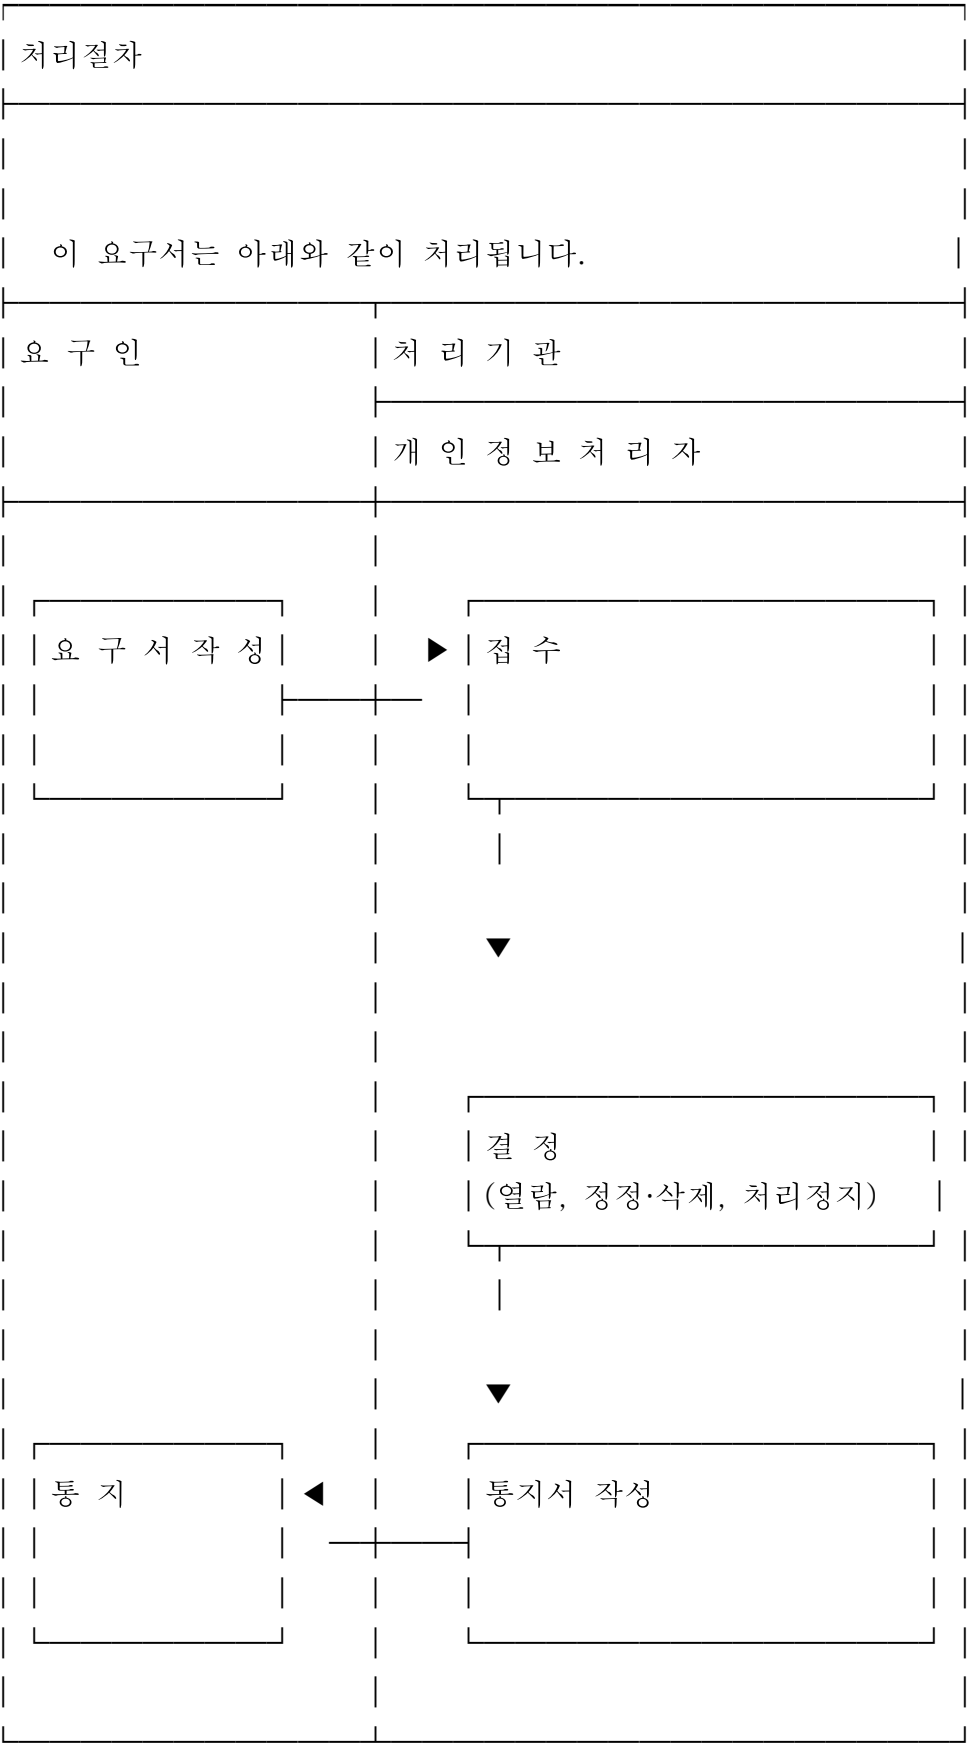 처리절차
이 요구서는 아래와 같이 처리됩니다.
요 구 인 처 리 기 관
개 인 정 보 처 리 자
요 구 서 작 성 ▶ 접 수
▼
결 정
(열람, 정정·삭제, 처리정지)
▼
통 지 ◀ 통지서 작성